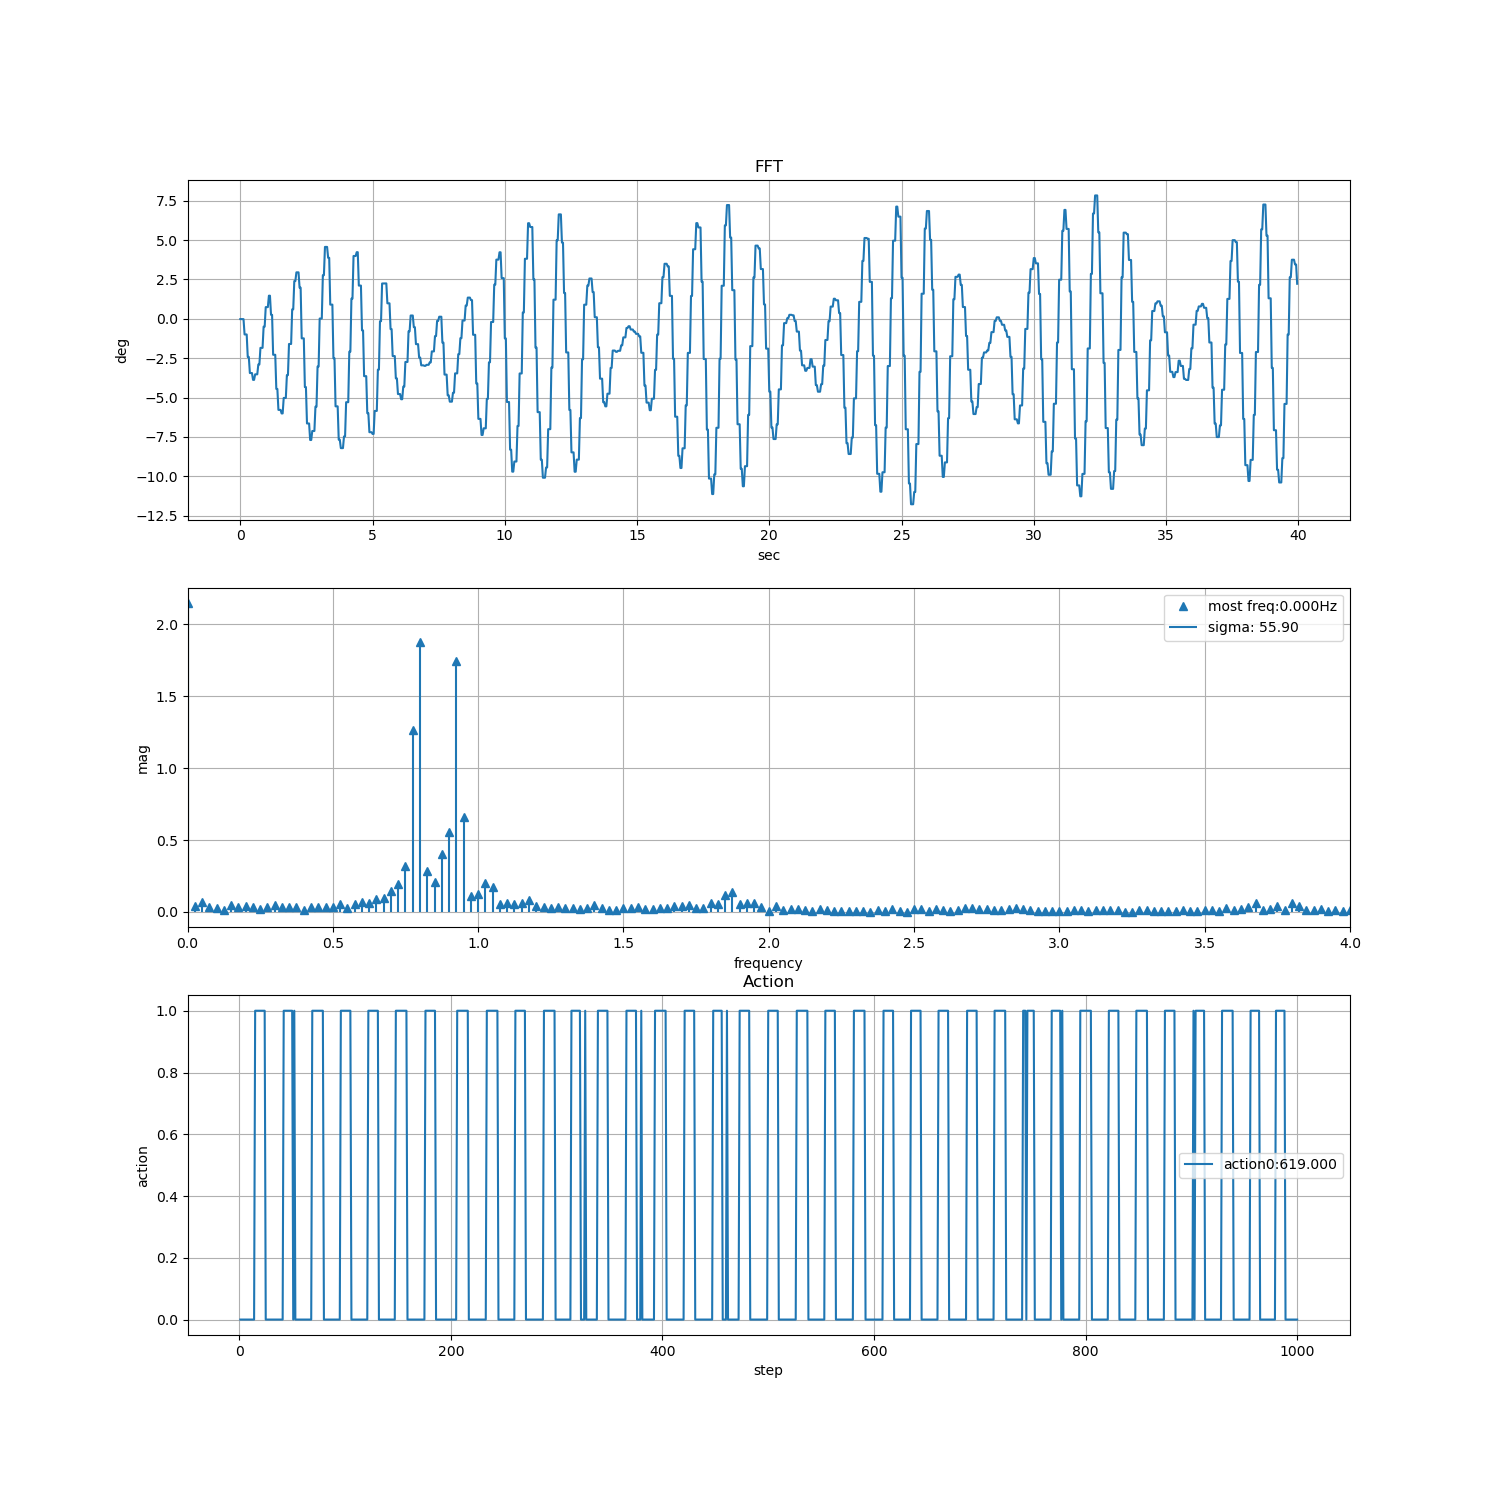 FFT
7.5
5.0
2.5
0.0
−2.5
−5.0
−7.5
−10.0
−12.5
deg
0 5 10 15 20 25 30 35 40
sec
most freq:0.000Hz
sigma: 55.90
2.0
1.5
1.0
0.5
0.0
mag
0.0 0.5 1.0 1.5 2.0 2.5 3.0 3.5 4.0
frequency
Action
1.0
0.8
0.6
0.4
0.2
0.0
action
action0:619.000
0 200 400 600 800 1000
step